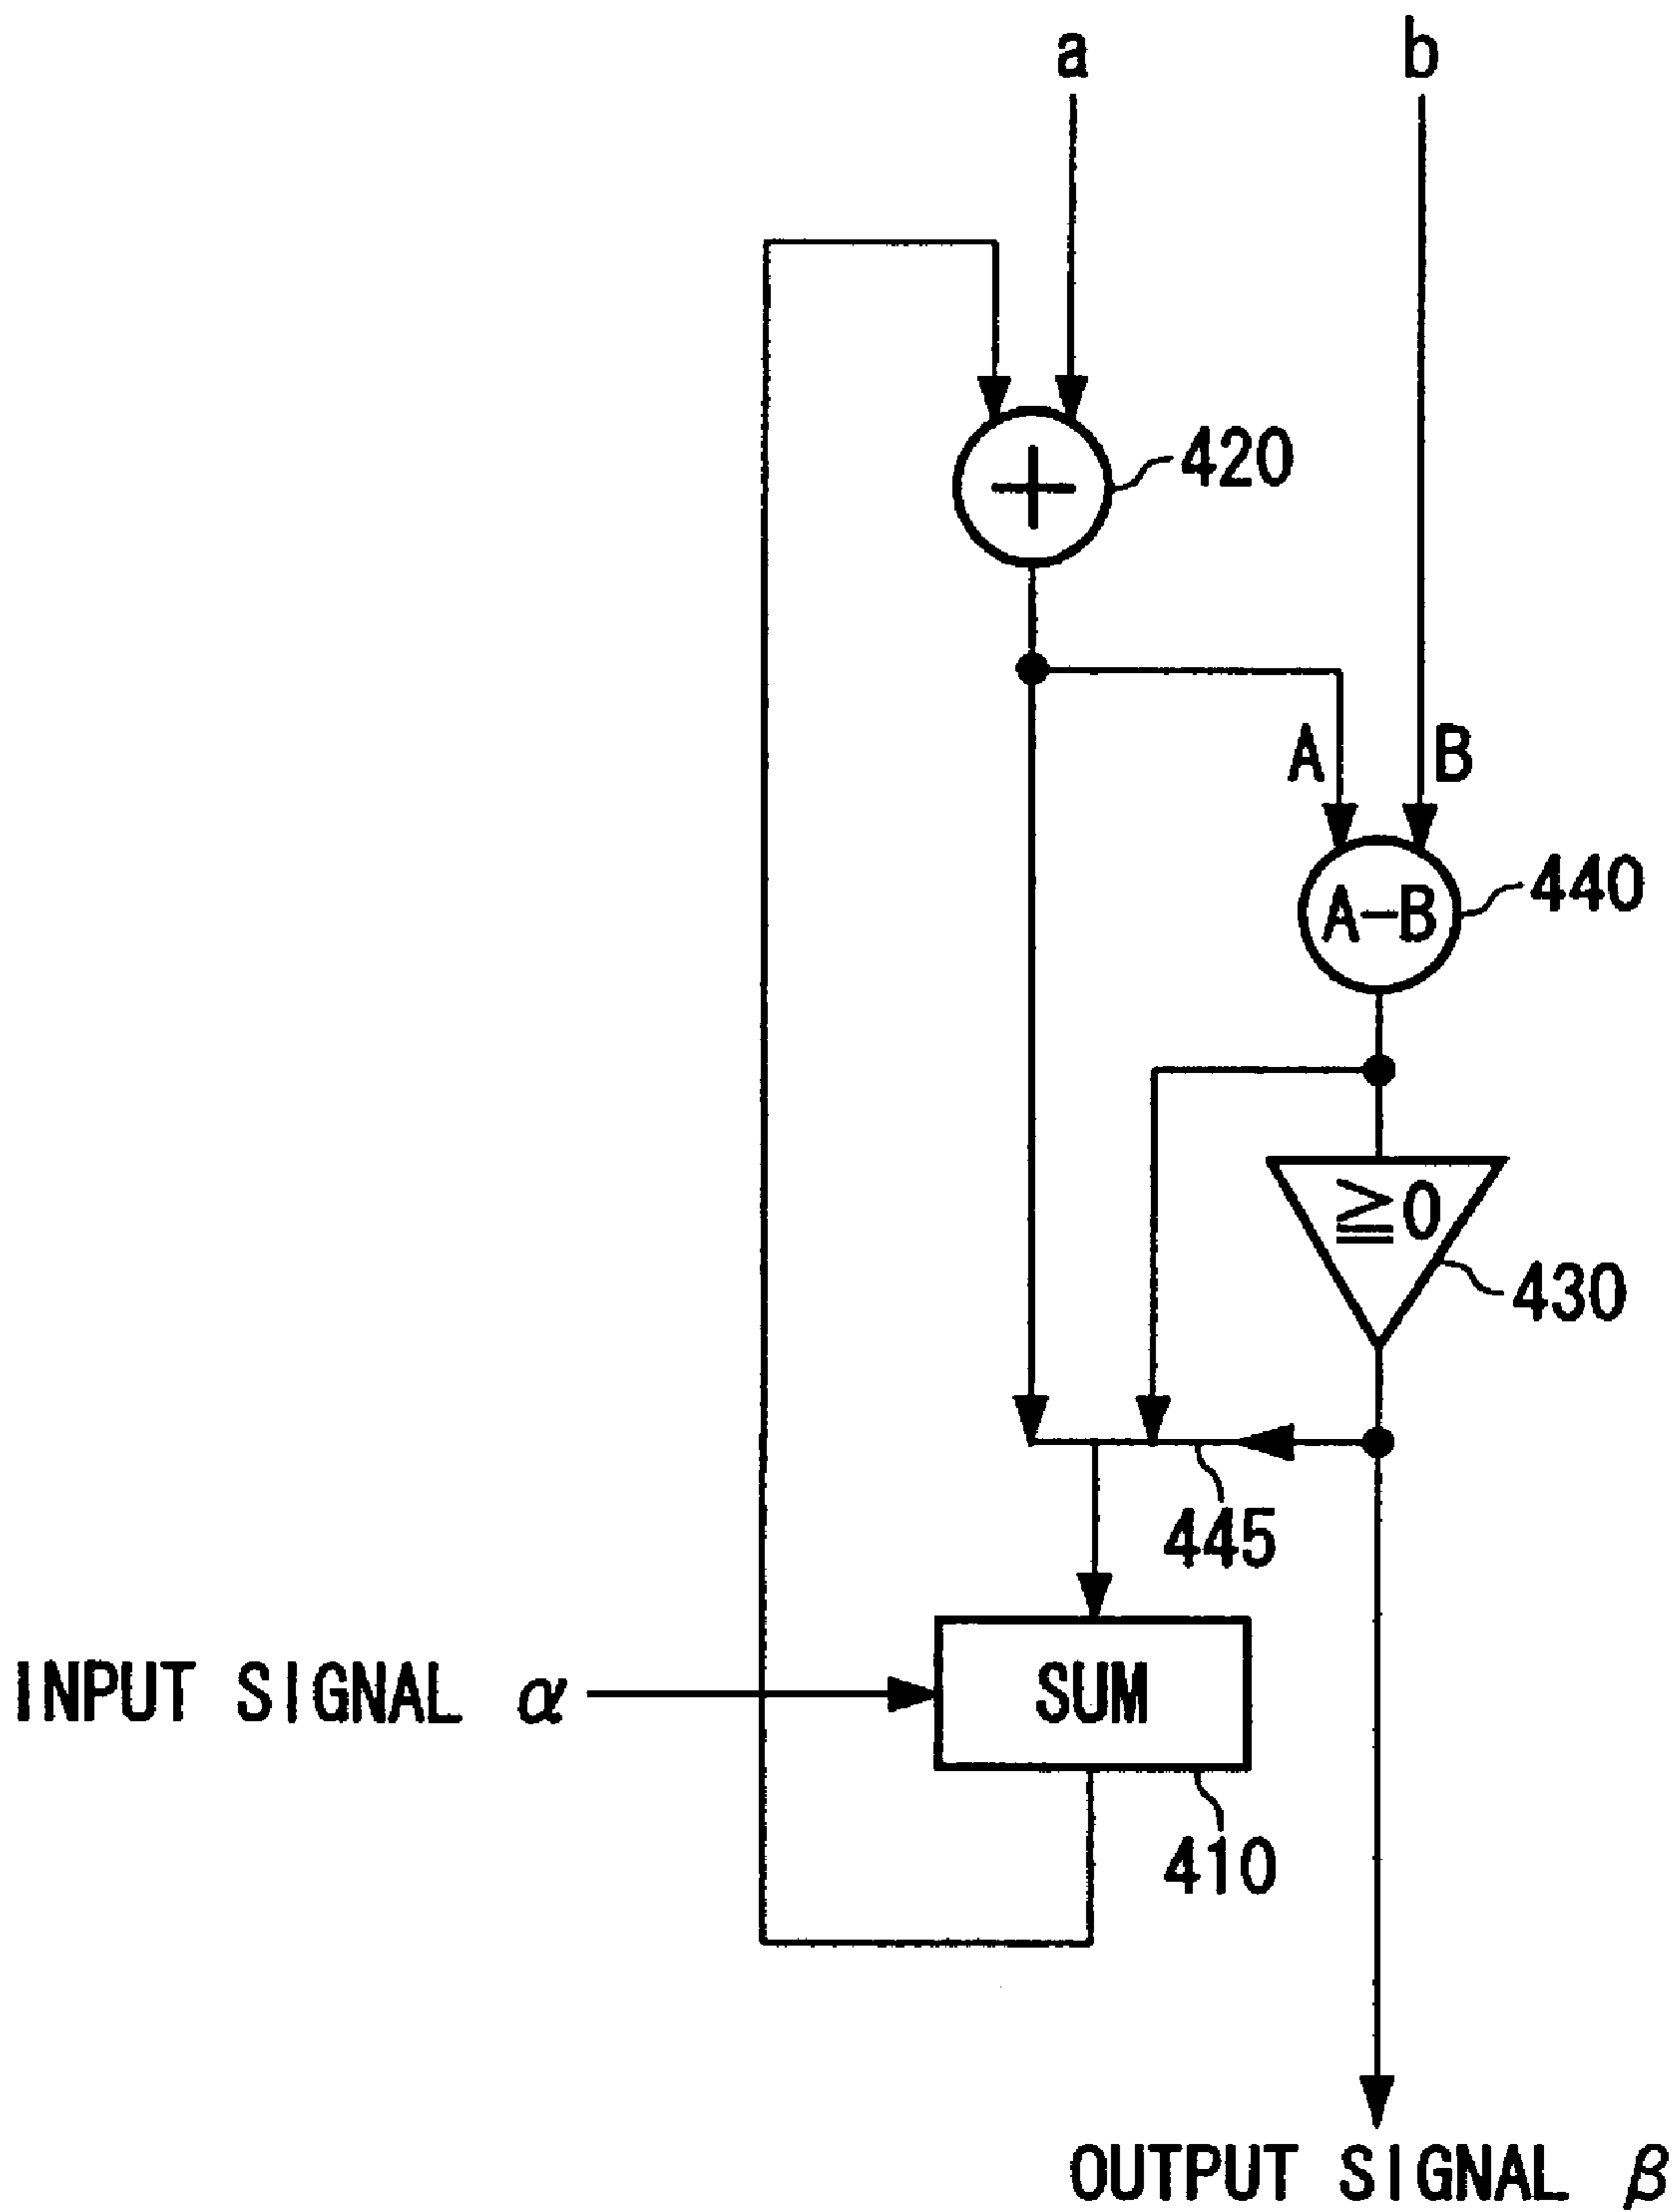 a
b
+
420
A
B
A-B
440
≧0
430
445
INPUT SIGNAL α
SUM
410
OUTPUT SIGNAL β